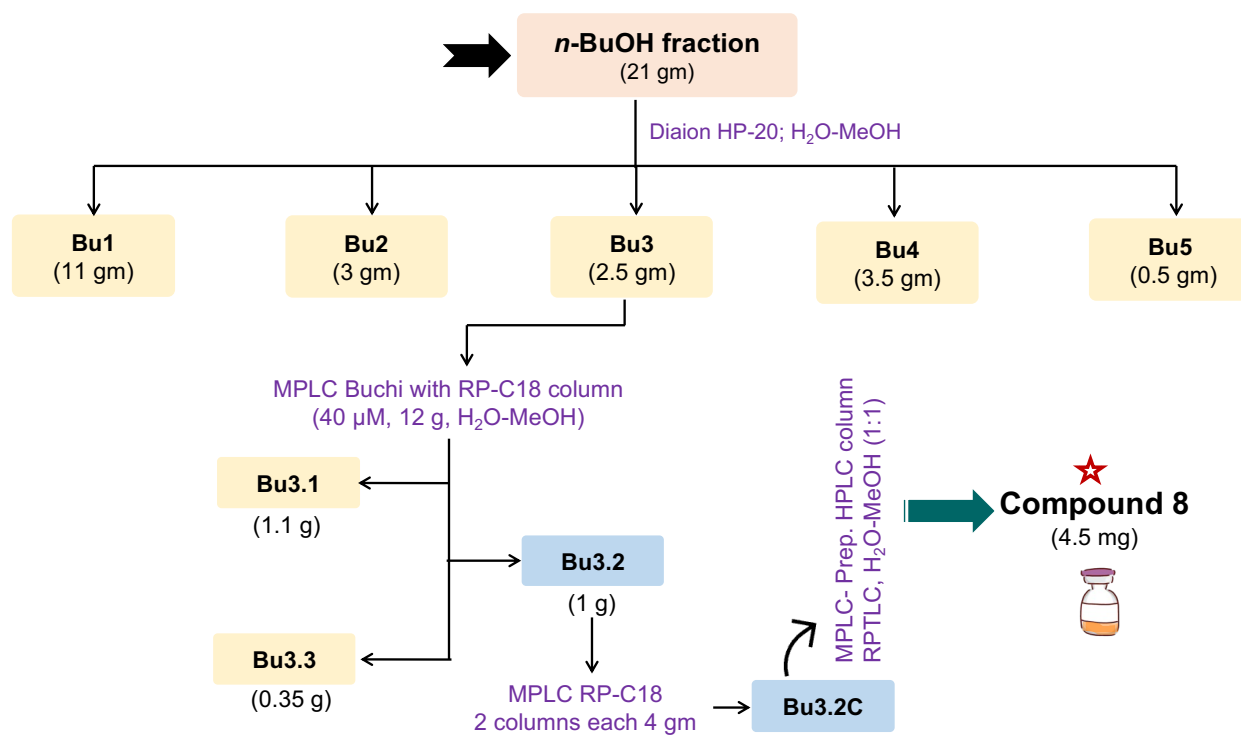 n-BuOH fraction
(21 gm)
Diaion HP-20; H₂O-MeOH
Bu1
(11 gm)
Bu2
(3 gm)
Bu3
(2.5 gm)
Bu4
(3.5 gm)
Bu5
(0.5 gm)
MPLC Buchi with RP-C18 column
(40 µM, 12 g, H₂O-MeOH)
Bu3.1
(1.1 g)
Bu3.2
(1 g)
Bu3.3
(0.35 g)
MPLC RP-C18
2 columns each 4 gm
Bu3.2C
MPLC- Prep. HPLC column
RPTLC, H₂O-MeOH (1:1)
Compound 8
(4.5 mg)